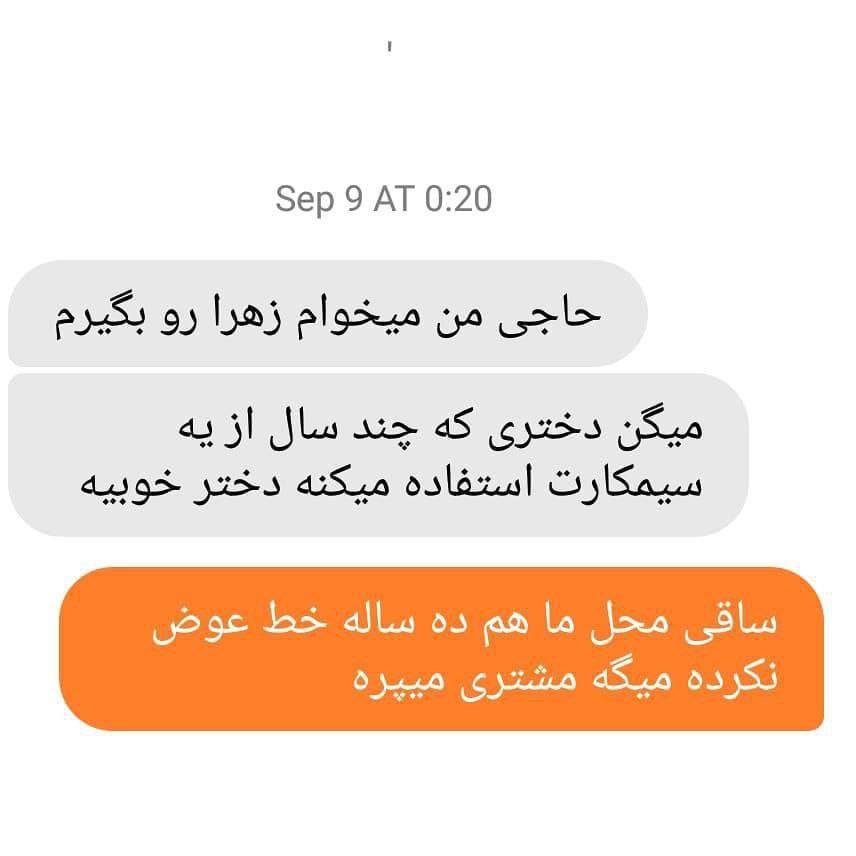 Sep 9 AT 0:20
حاجی من میخوام زهرا رو بگیرم
میگن دختری که چند سال از یه
سیمکارت استفاده میکنه دختر خوبیه
ساقی محل ما هم ده ساله خط عوض
نکرده میگه مشتری میپره